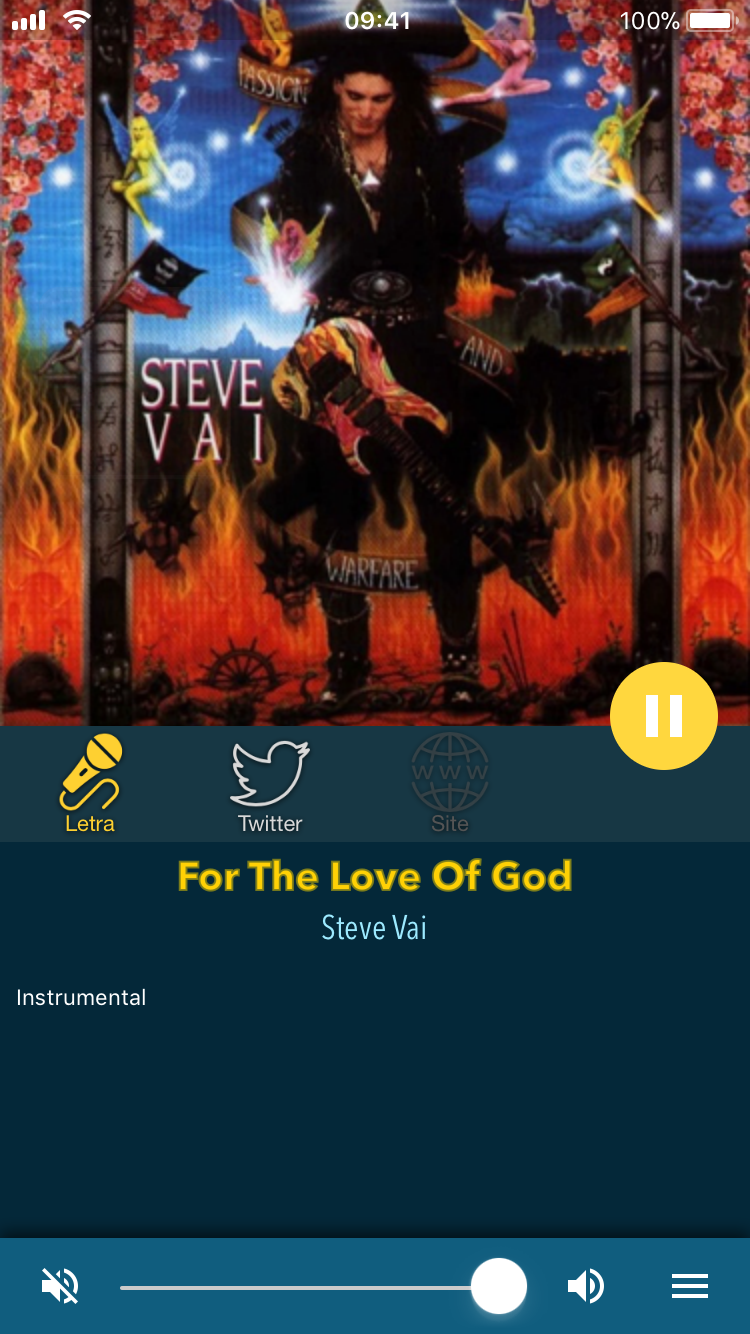 09:41
100%
PASSION
STEVE
VAI
AND
WARFARE
Letra
Twitter
WWW
Site
For The Love Of God
Steve Vai
Instrumental